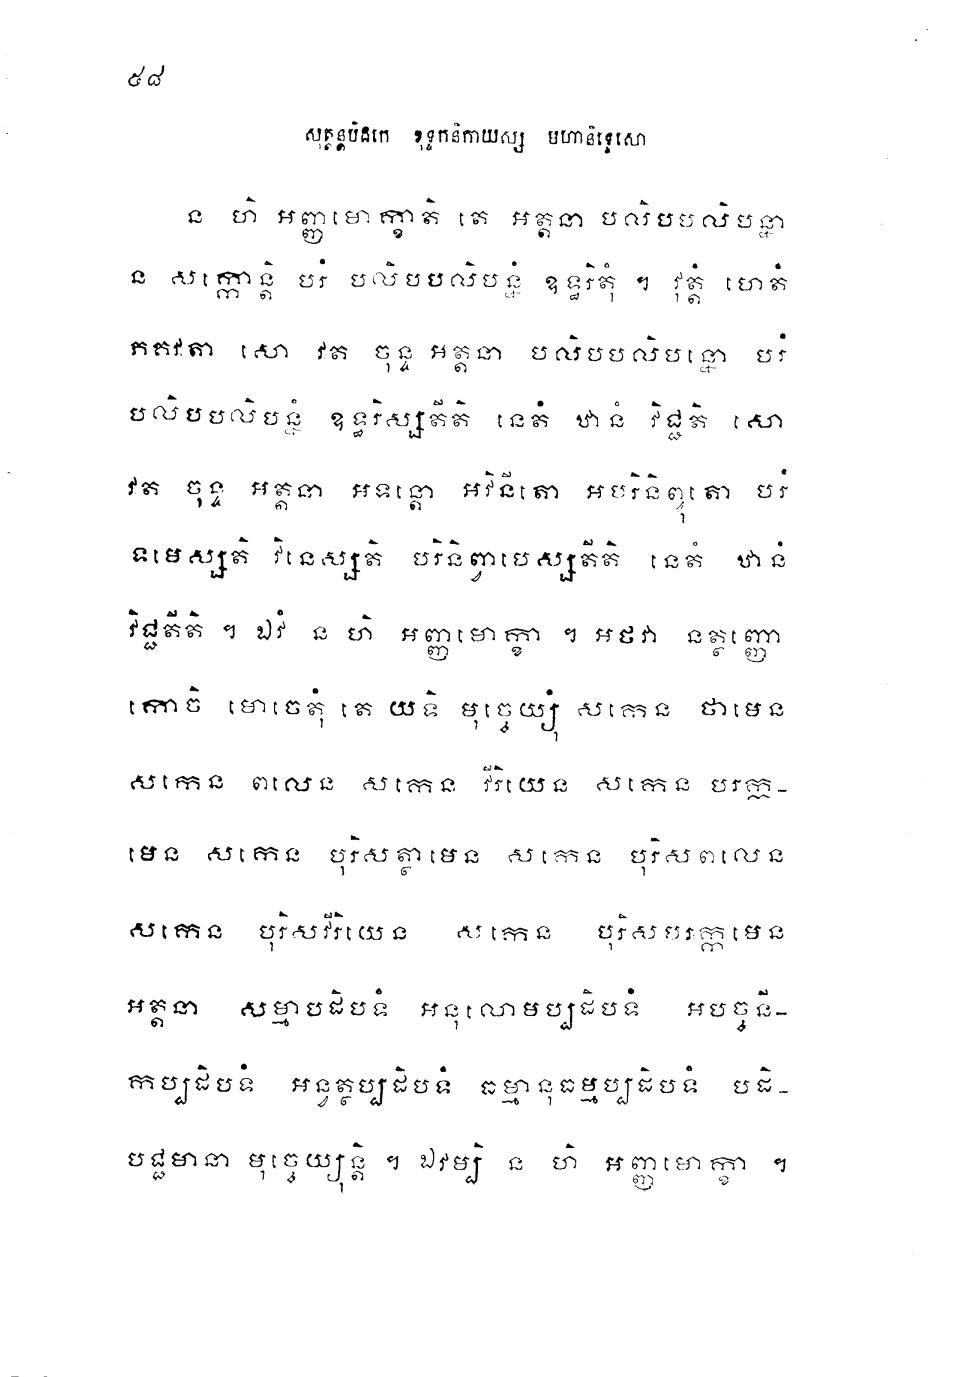 ៥៨
សុត្តន្តបិដកេ ខុទ្ទកនិកាយស្ស មហានិទ្ទេសោ
ន ហិ អញ្ញមោក្ខាតិ តេ អត្តនា បលិបបលិបន្នា
ន សក្កោន្តិ បរំ បលិបបលិបន្នំ ឧទ្ធរិតុំ ។ វុត្តំ ហេតំ
ភគវតា សោ វត ចុន្ទ អត្តនា បលិបបលិបន្នោ បរំ
បលិបបលិបន្នំ ឧទ្ធរិស្សតីតិ នេតំ ឋានំ វិជ្ជតិ សោ
វត ចុន្ទ អត្តនា អទន្តោ អវិនីតោ អបរិនិព្វុតោ បរំ
ទមេស្សតិ វិនេស្សតិ បរិនិព្វាបេស្សតីតិ នេតំ ឋានំ
វិជ្ជតីតិ ។ ឯវំ ន ហិ អញ្ញមោក្ខា ។ អថវា នត្ថញ្ញោ
កោចិ មោចេតុំ តេ យទិ មុច្ចេយ្យុំ សកេន ថាមេន
សកេន ពលេន សកេន វីរិយេន សកេន បរក្ក-
មេន សកេន បុរិសត្ថាមេន សកេន បុរិសពលេន
សកេន បុរិសវីរិយេន សកេន បុរិសបរក្កមេន
អត្តនា សម្មាបដិបទំ អនុលោមប្បដិបទំ អបច្ចនី-
កប្បដិបទំ អន្វត្ថប្បដិបទំ ធម្មានុធម្មប្បដិបទំ បដិ-
បជ្ជមានា មុច្ចេយ្យុន្តិ ។ ឯវម្បិ ន ហិ អញ្ញមោក្ខា ។